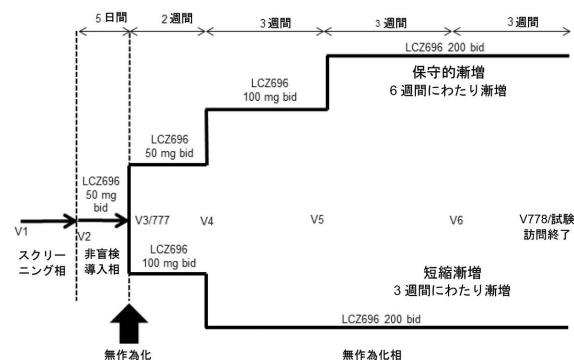 5 日間
2 週間
3 週間
3 週間
3 週間
LCZ696 200 bid
保守的漸増
6 週間にわたり漸増
LCZ696
100 mg bid
LCZ696
50 mg bid
LCZ696
50 mg
bid
V1
V2
V3/777
V4
V5
V6
V778/試験
訪問終了
スクリー
ニング相
非盲検
導入相
LCZ696
100 mg bid
短縮漸増
3 週間にわたり漸増
LCZ696 200 bid
無作為化
無作為化相